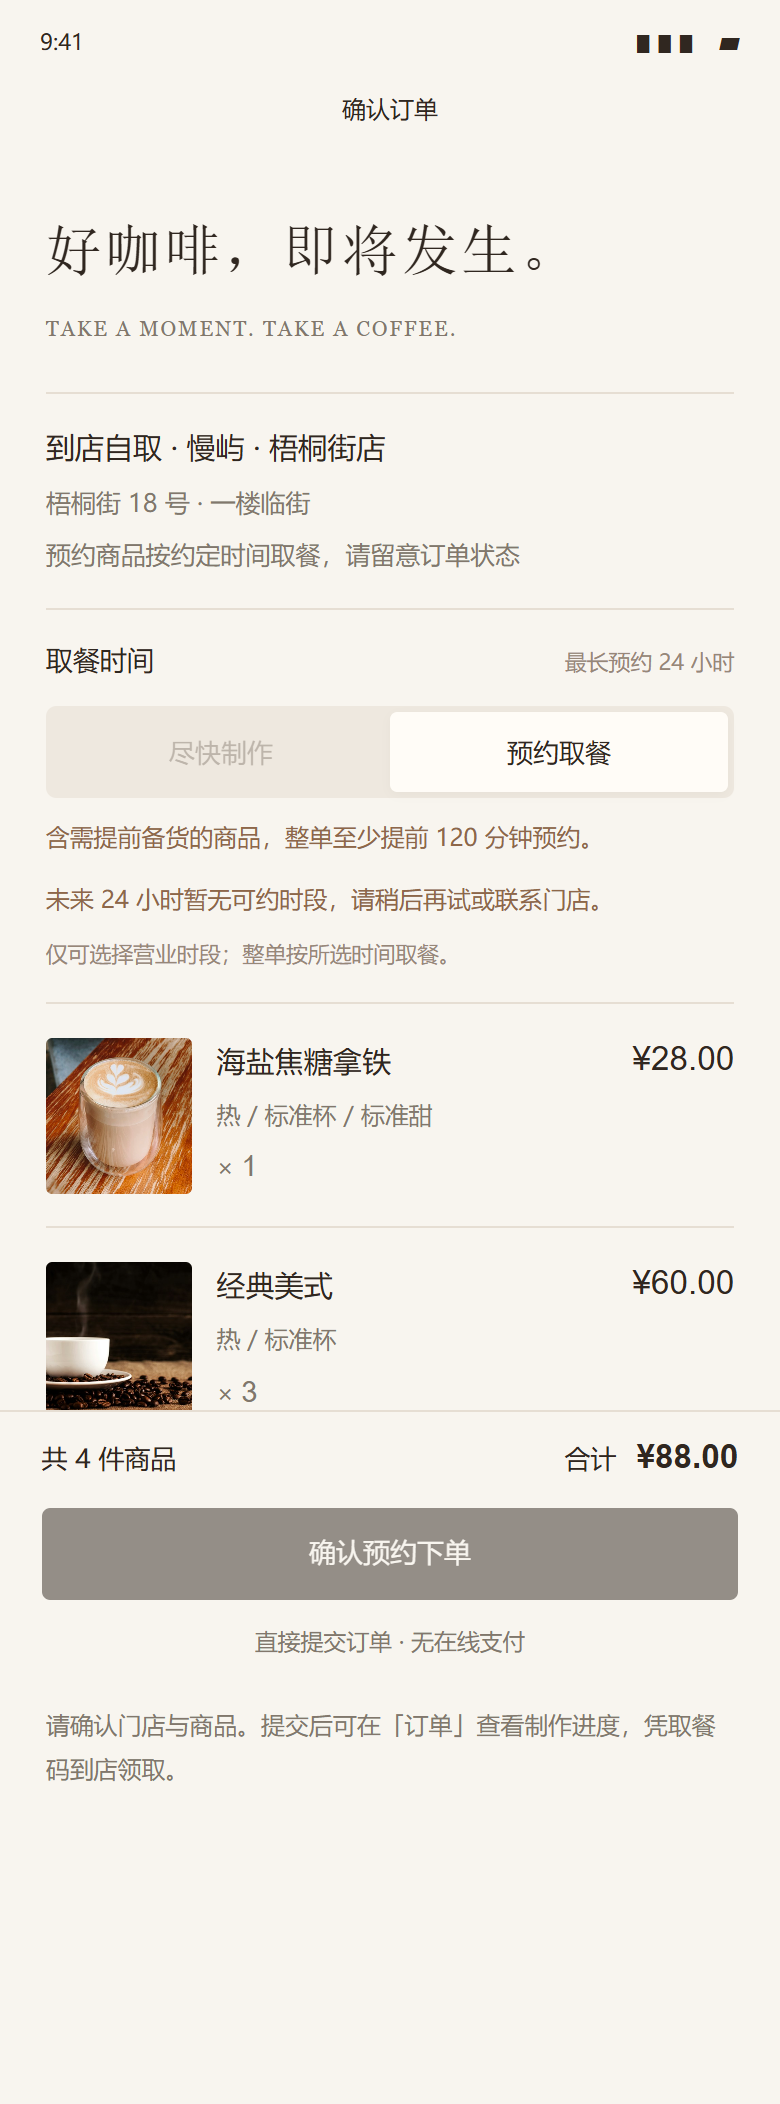 9:41
确认订单
好咖啡，即将发生。
TAKE A MOMENT. TAKE A COFFEE.
到店自取 · 慢屿 · 梧桐街店
梧桐街 18 号 · 一楼临街
预约商品按约定时间取餐，请留意订单状态
取餐时间
最长预约 24 小时
尽快制作
预约取餐
含需提前备货的商品，整单至少提前 120 分钟预约。
未来 24 小时暂无可约时段，请稍后再试或联系门店。
仅可选择营业时段；整单按所选时间取餐。
海盐焦糖拿铁
¥28.00
热 / 标准杯 / 标准甜
× 1
经典美式
¥60.00
热 / 标准杯
× 3
共 4 件商品
合计 ¥88.00
确认预约下单
直接提交订单 · 无在线支付
请确认门店与商品。提交后可在「订单」查看制作进度，凭取餐
码到店领取。